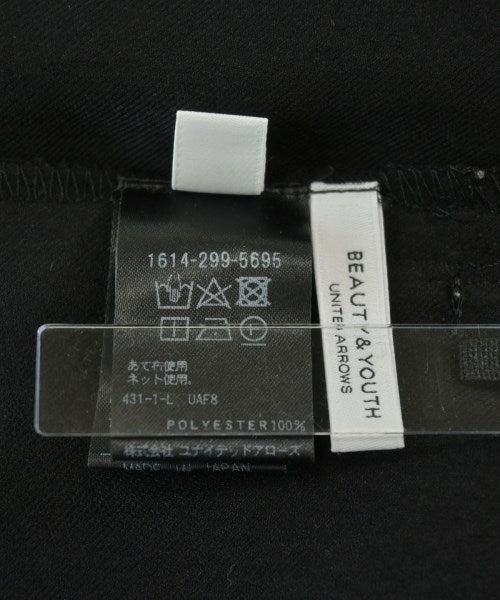 1614-299-5695
あて布使用
ネット使用。
431-1-L UAF8
POLYESTER100%
株式会社 ユナイテッドアローズ
MADE IN JAPAN
BEAUTY & YOUTH
UNITED ARROWS